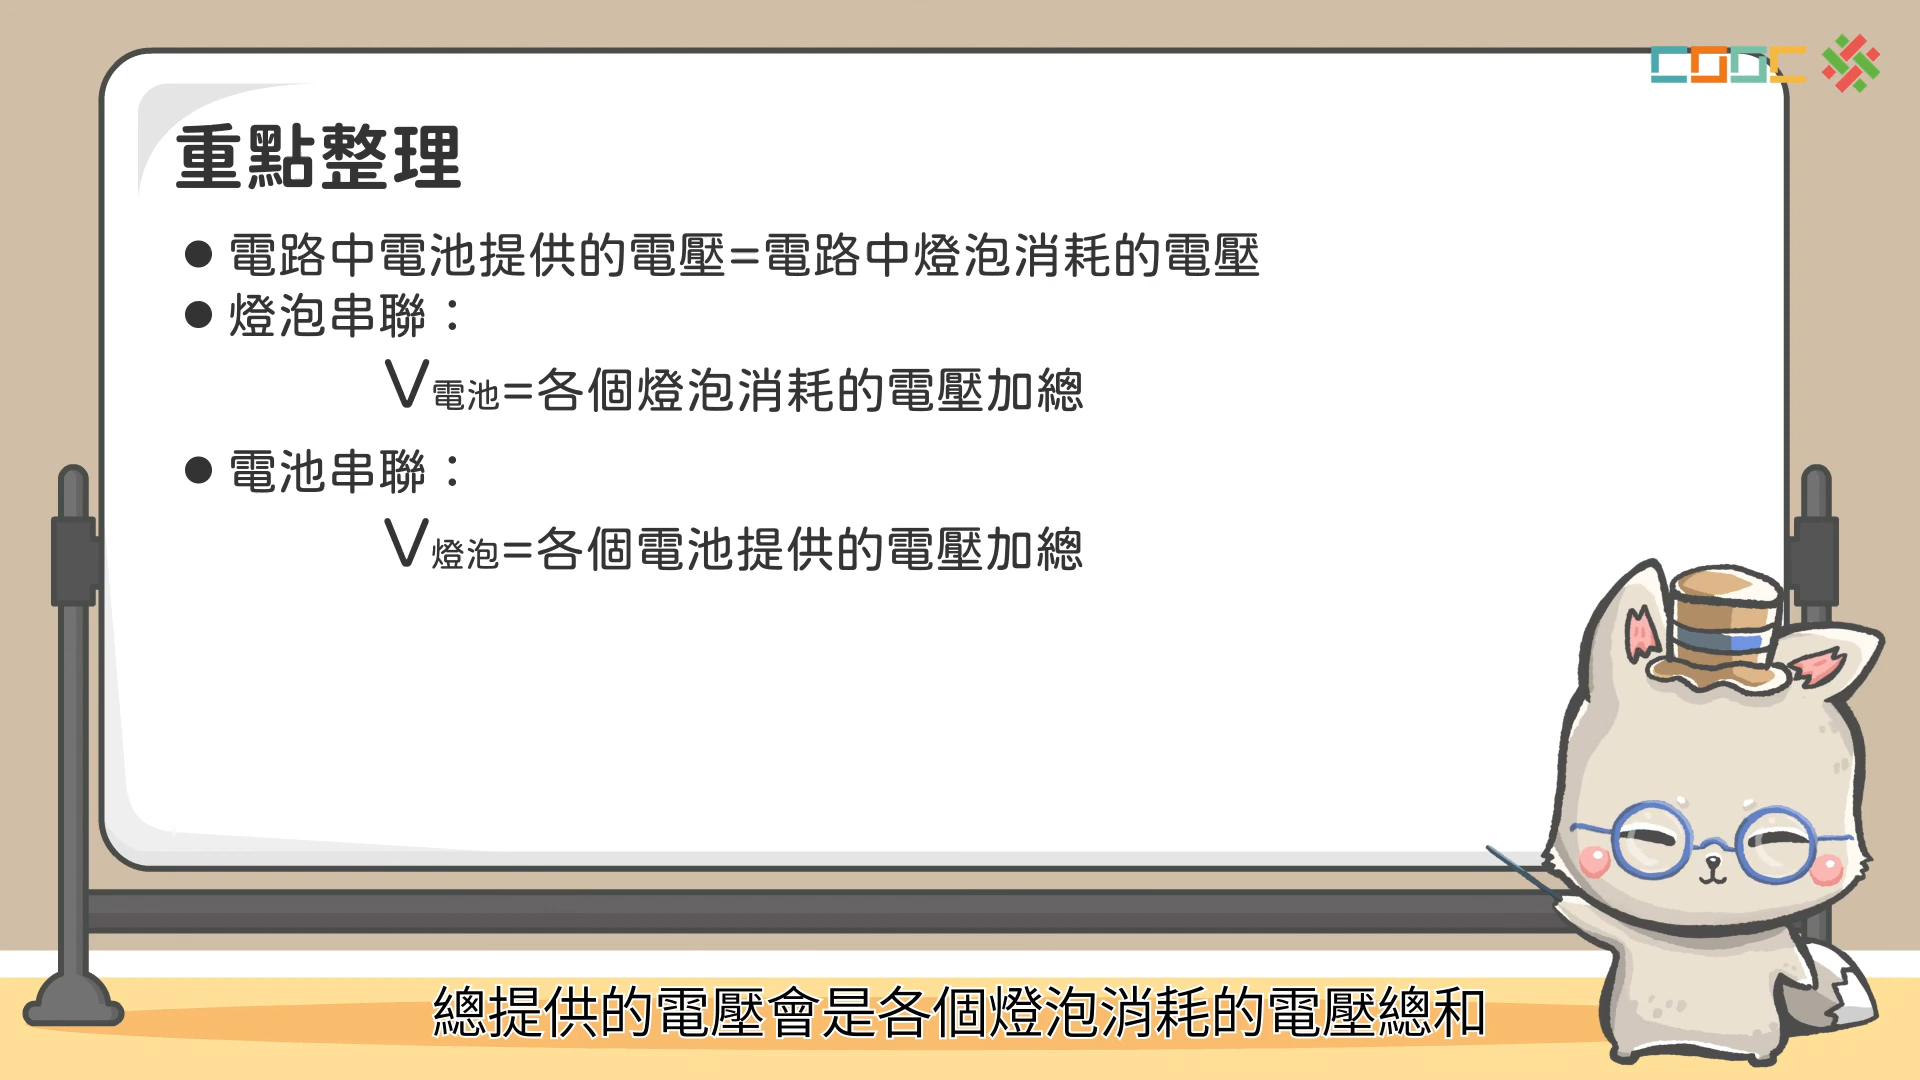 COOC
重點整理
● 電路中電池提供的電壓=電路中燈泡消耗的電壓
● 燈泡串聯：
V電池=各個燈泡消耗的電壓加總
● 電池串聯：
V燈泡=各個電池提供的電壓加總
總提供的電壓會是各個燈泡消耗的電壓總和